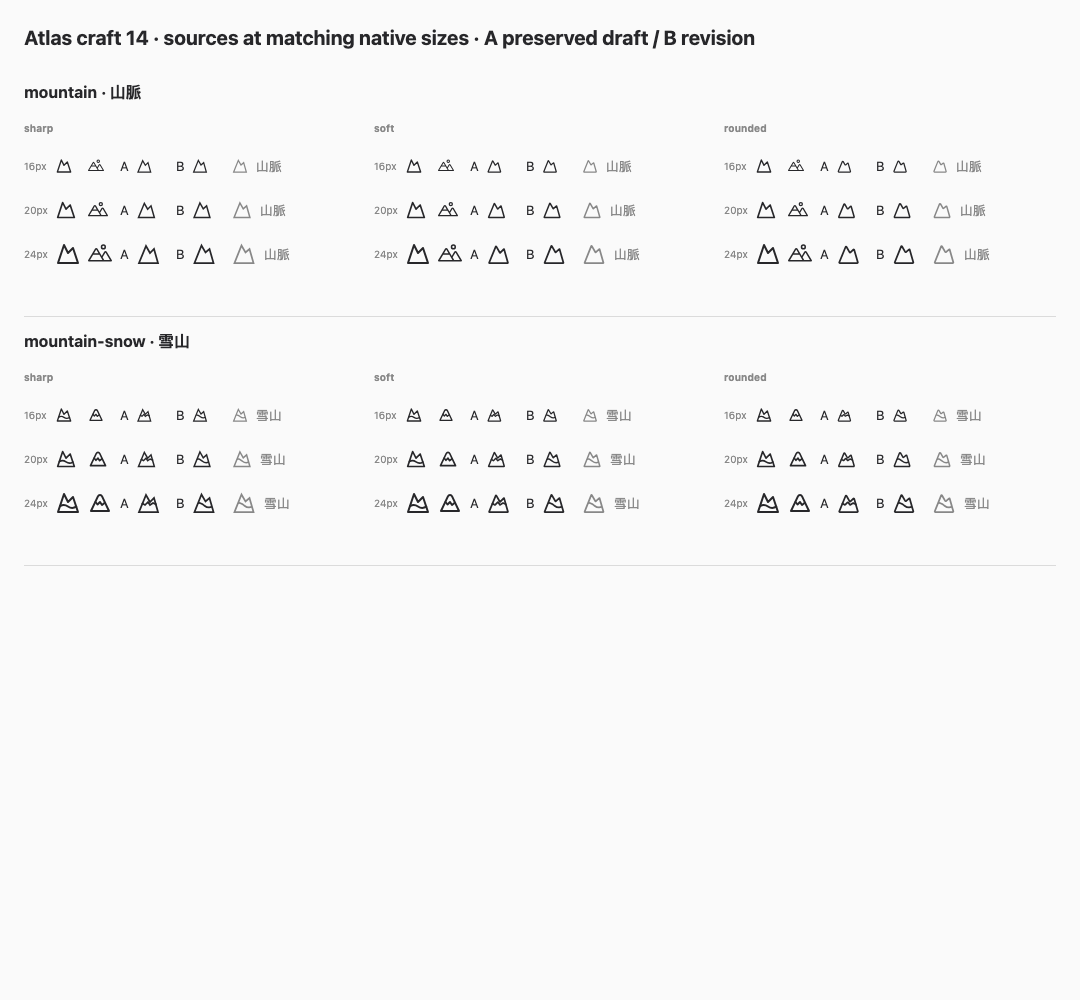 Atlas craft 14 · sources at matching native sizes · A preserved draft / B revision
mountain · 山脈
sharp soft rounded
16px A B 山脈 16px A B 山脈 16px A B 山脈
20px A B 山脈 20px A B 山脈 20px A B 山脈
24px A B 山脈 24px A B 山脈 24px A B 山脈
mountain-snow · 雪山
sharp soft rounded
16px A B 雪山 16px A B 雪山 16px A B 雪山
20px A B 雪山 20px A B 雪山 20px A B 雪山
24px A B 雪山 24px A B 雪山 24px A B 雪山